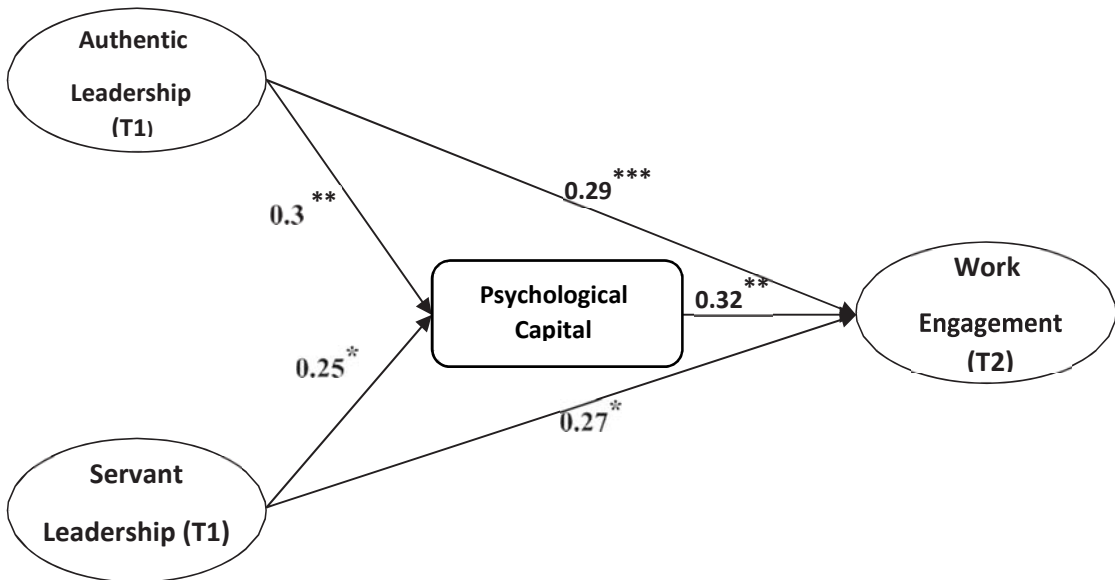 Authentic
Leadership
(T1)
0.29***
0.3**
Psychological
Capital
0.32**
Work
Engagement
(T2)
0.25*
0.27*
Servant
Leadership (T1)